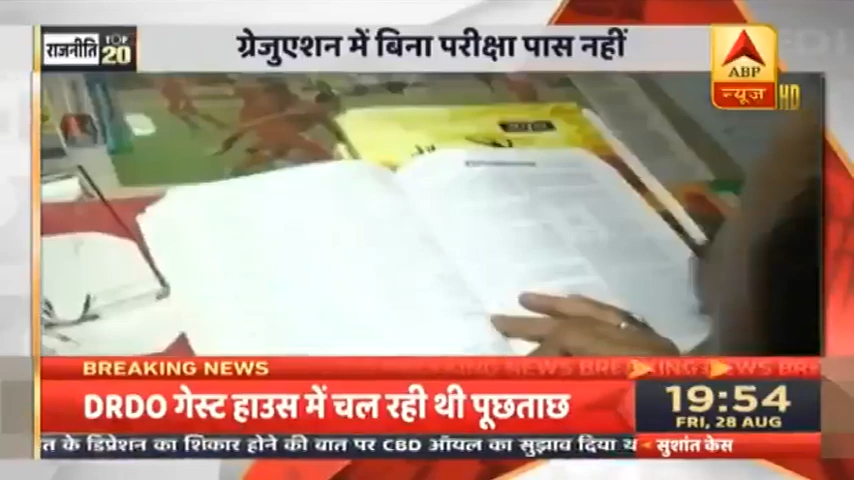 राजनीति TOP 20
ग्रेजुएशन में बिना परीक्षा पास नहीं
ABP
न्यूज़ HD
BREAKING NEWS
DRDO गेस्ट हाउस में चल रही थी पूछताछ
19:54
FRI, 28 AUG
त के डिप्रेशन का शिकार होने की बात पर CBD ऑयल का सुझाव दिया थ
सुशांत केस